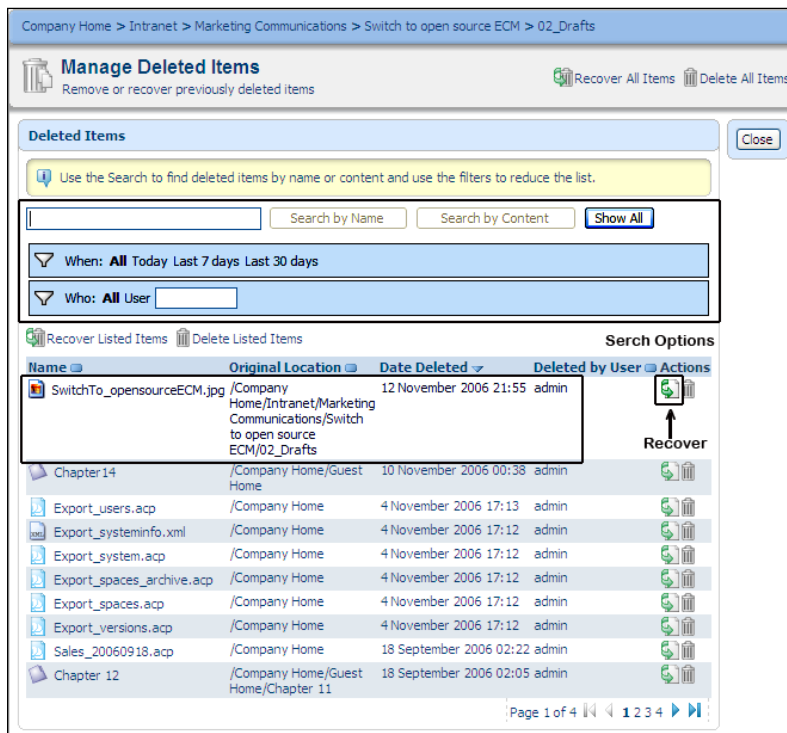 Company Home > Intranet > Marketing Communications > Switch to open source ECM > 02_Drafts
Manage Deleted Items
Remove or recover previously deleted items
Recover All Items Delete All Items
Deleted Items
Close
Use the Search to find deleted items by name or content and use the filters to reduce the list.
Search by Name Search by Content Show All
When: All Today Last 7 days Last 30 days
Who: All User
Recover Listed Items Delete Listed Items
Serch Options
Name Original Location Date Deleted Deleted by User Actions
SwitchTo_opensourceECM.jpg /Company 12 November 2006 21:55 admin
Home/Intranet/Marketing
Communications/Switch
to open source
ECM/02_Drafts
Recover
Chapter14 /Company Home/Guest 10 November 2006 00:38 admin
Home
Export_users.acp /Company Home 4 November 2006 17:13 admin
XML Export_systeminfo.xml /Company Home 4 November 2006 17:12 admin
Export_system.acp /Company Home 4 November 2006 17:12 admin
Export_spaces_archive.acp /Company Home 4 November 2006 17:12 admin
Export_spaces.acp /Company Home 4 November 2006 17:12 admin
Export_versions.acp /Company Home 4 November 2006 17:12 admin
Sales_20060918.acp /Company Home 18 September 2006 02:22 admin
Chapter 12 /Company Home/Guest 18 September 2006 02:05 admin
Home/Chapter 11
Page 1 of 4 1 2 3 4